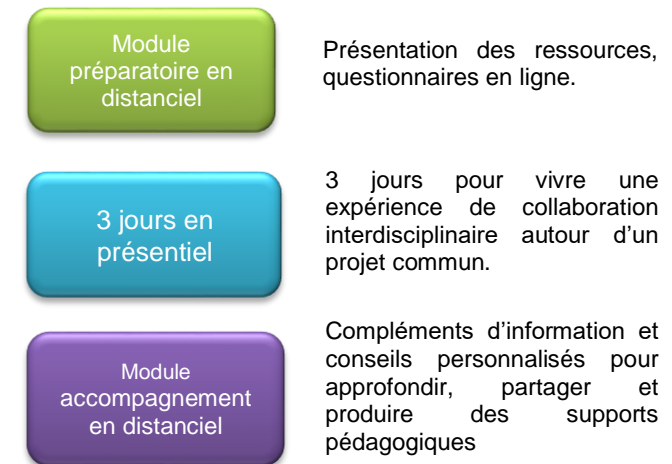 Module
préparatoire en
distanciel
Présentation des ressources,
questionnaires en ligne.
3 jours en
présentiel
3 jours pour vivre une
expérience de collaboration
interdisciplinaire autour d’un
projet commun.
Module
accompagnement
en distanciel
Compléments d’information et
conseils personnalisés pour
approfondir, partager et
produire des supports
pédagogiques